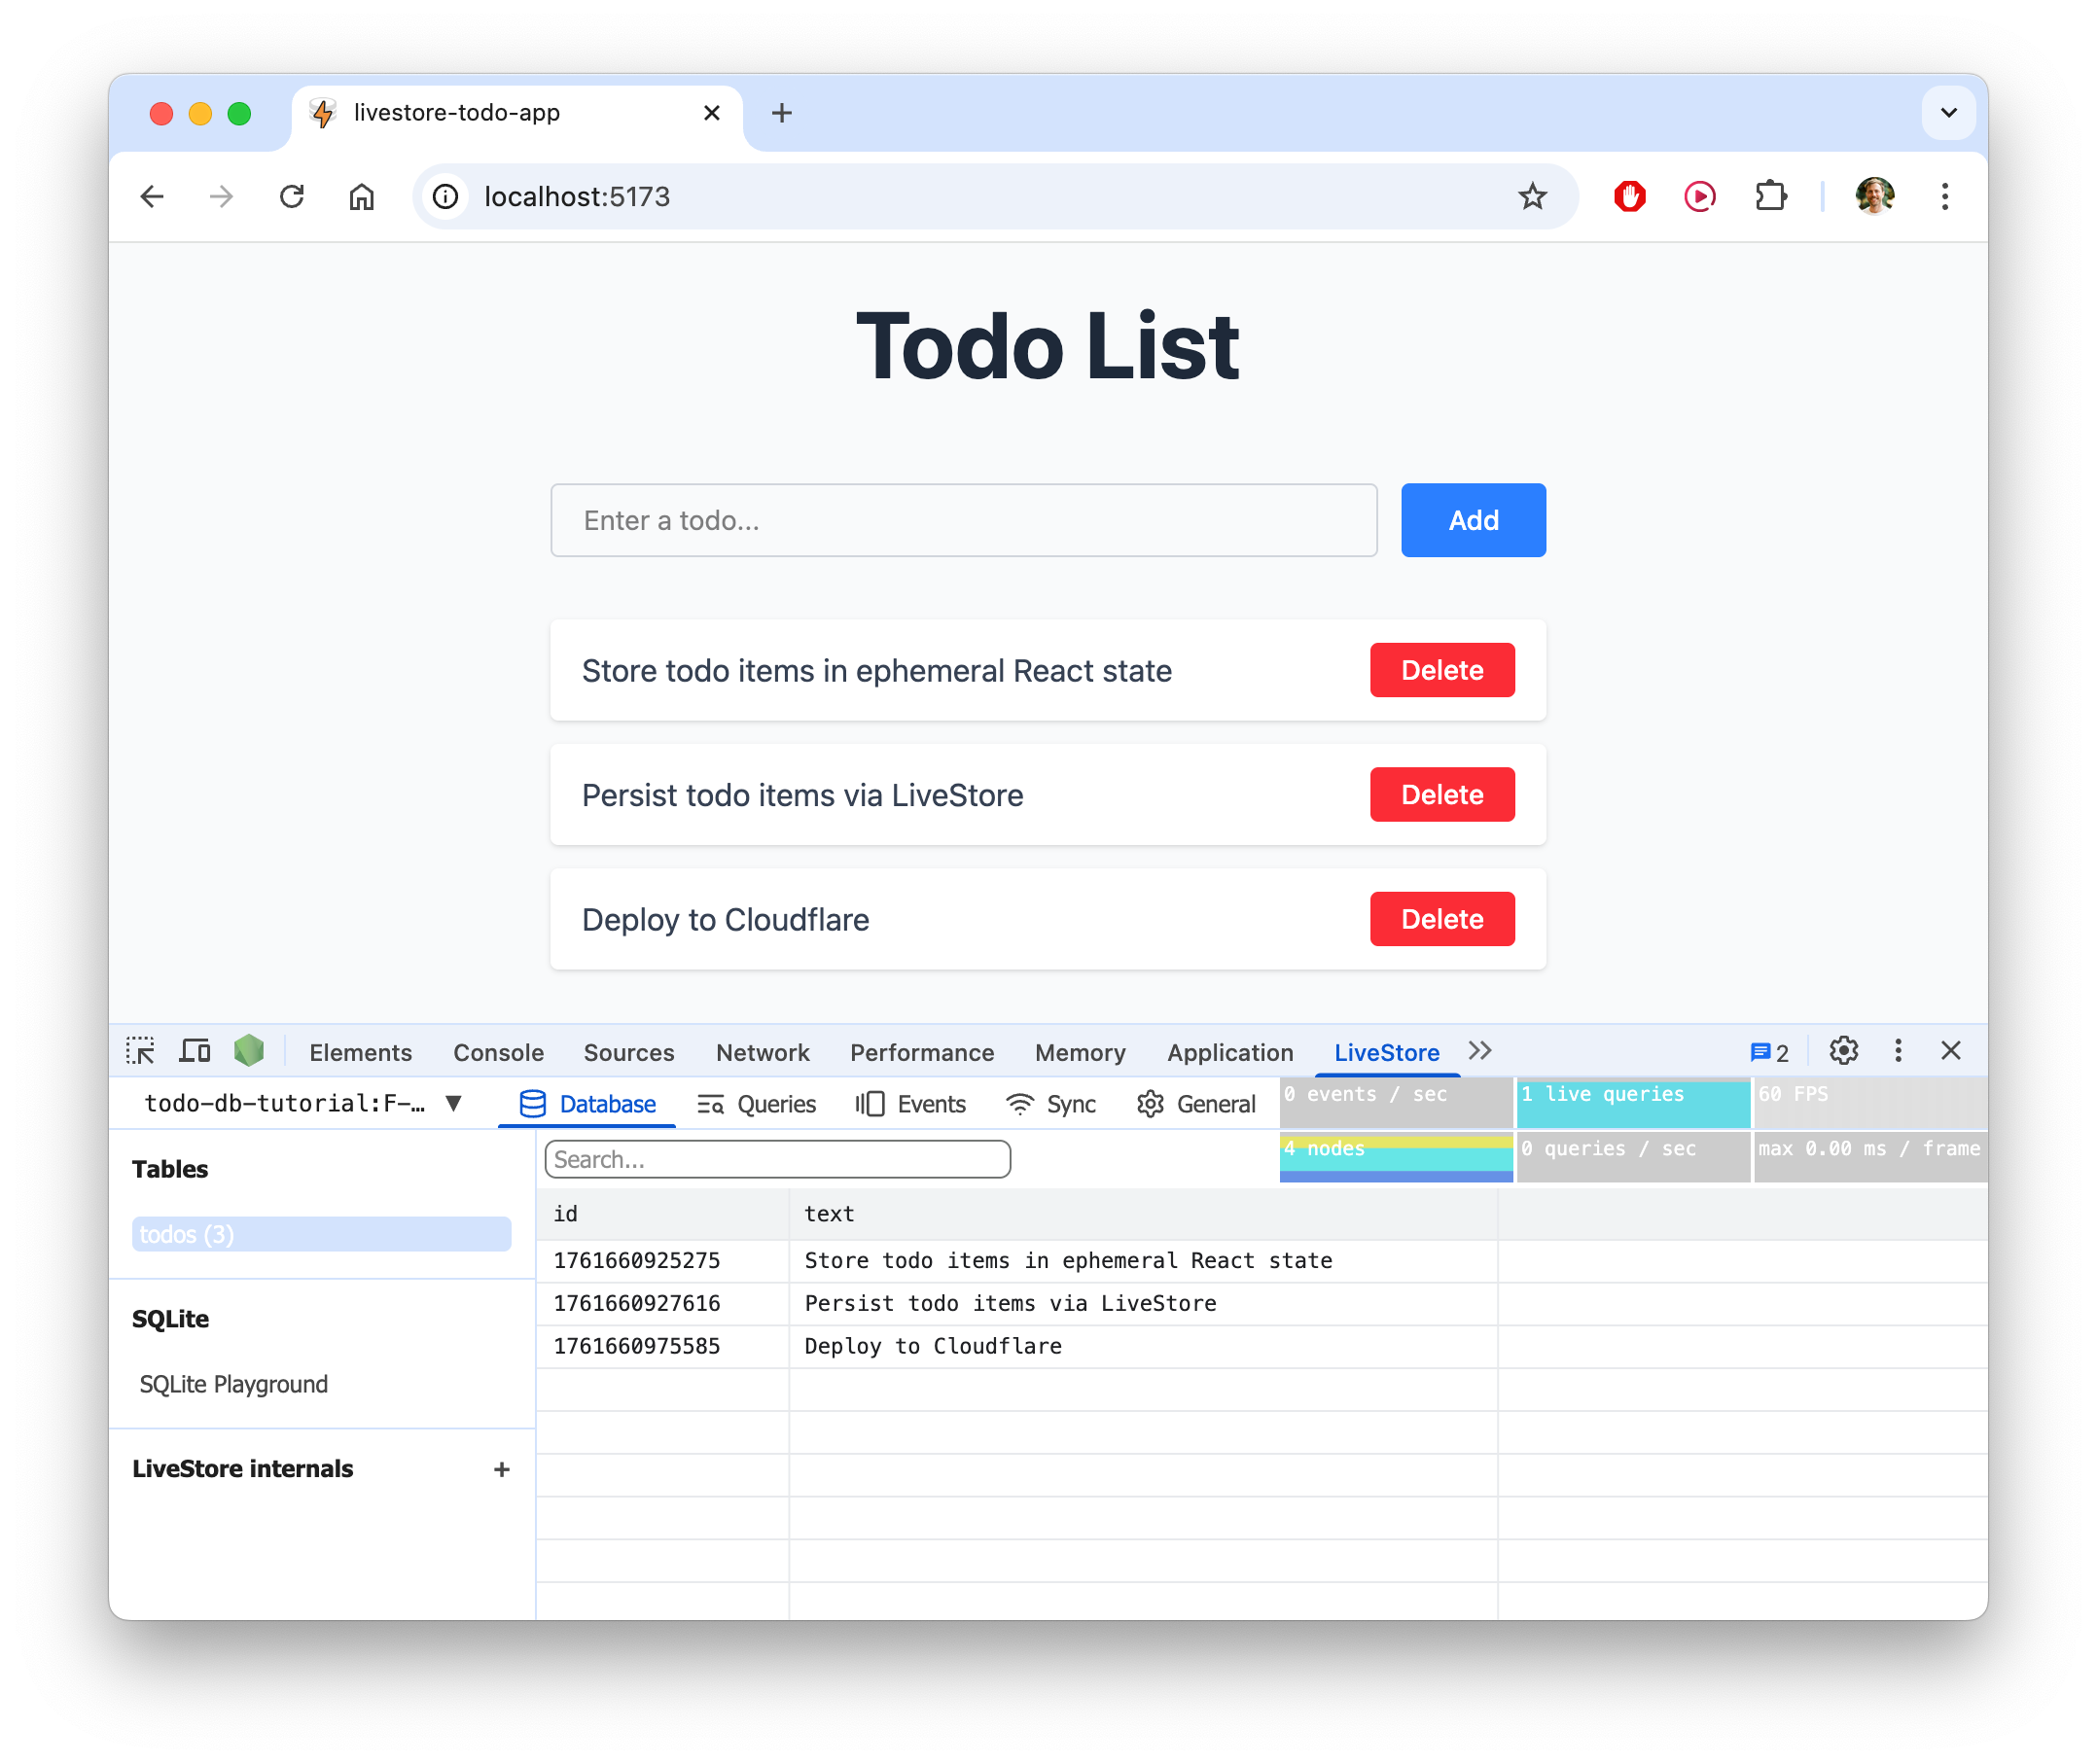 livestore-todo-app
localhost:5173
Todo List
Enter a todo... Add
Store todo items in ephemeral React state Delete
Persist todo items via LiveStore Delete
Deploy to Cloudflare Delete
Elements Console Sources Network Performance Memory Application LiveStore 2
todo-db-tutorial:F-… Database Queries Events Sync General 0 events / sec 1 live queries 60 FPS
Search... 4 nodes 0 queries / sec max 0.00 ms / frame
Tables
todos (3)
SQLite
SQLite Playground
LiveStore internals +
id text
1761660925275 Store todo items in ephemeral React state
1761660927616 Persist todo items via LiveStore
1761660975585 Deploy to Cloudflare